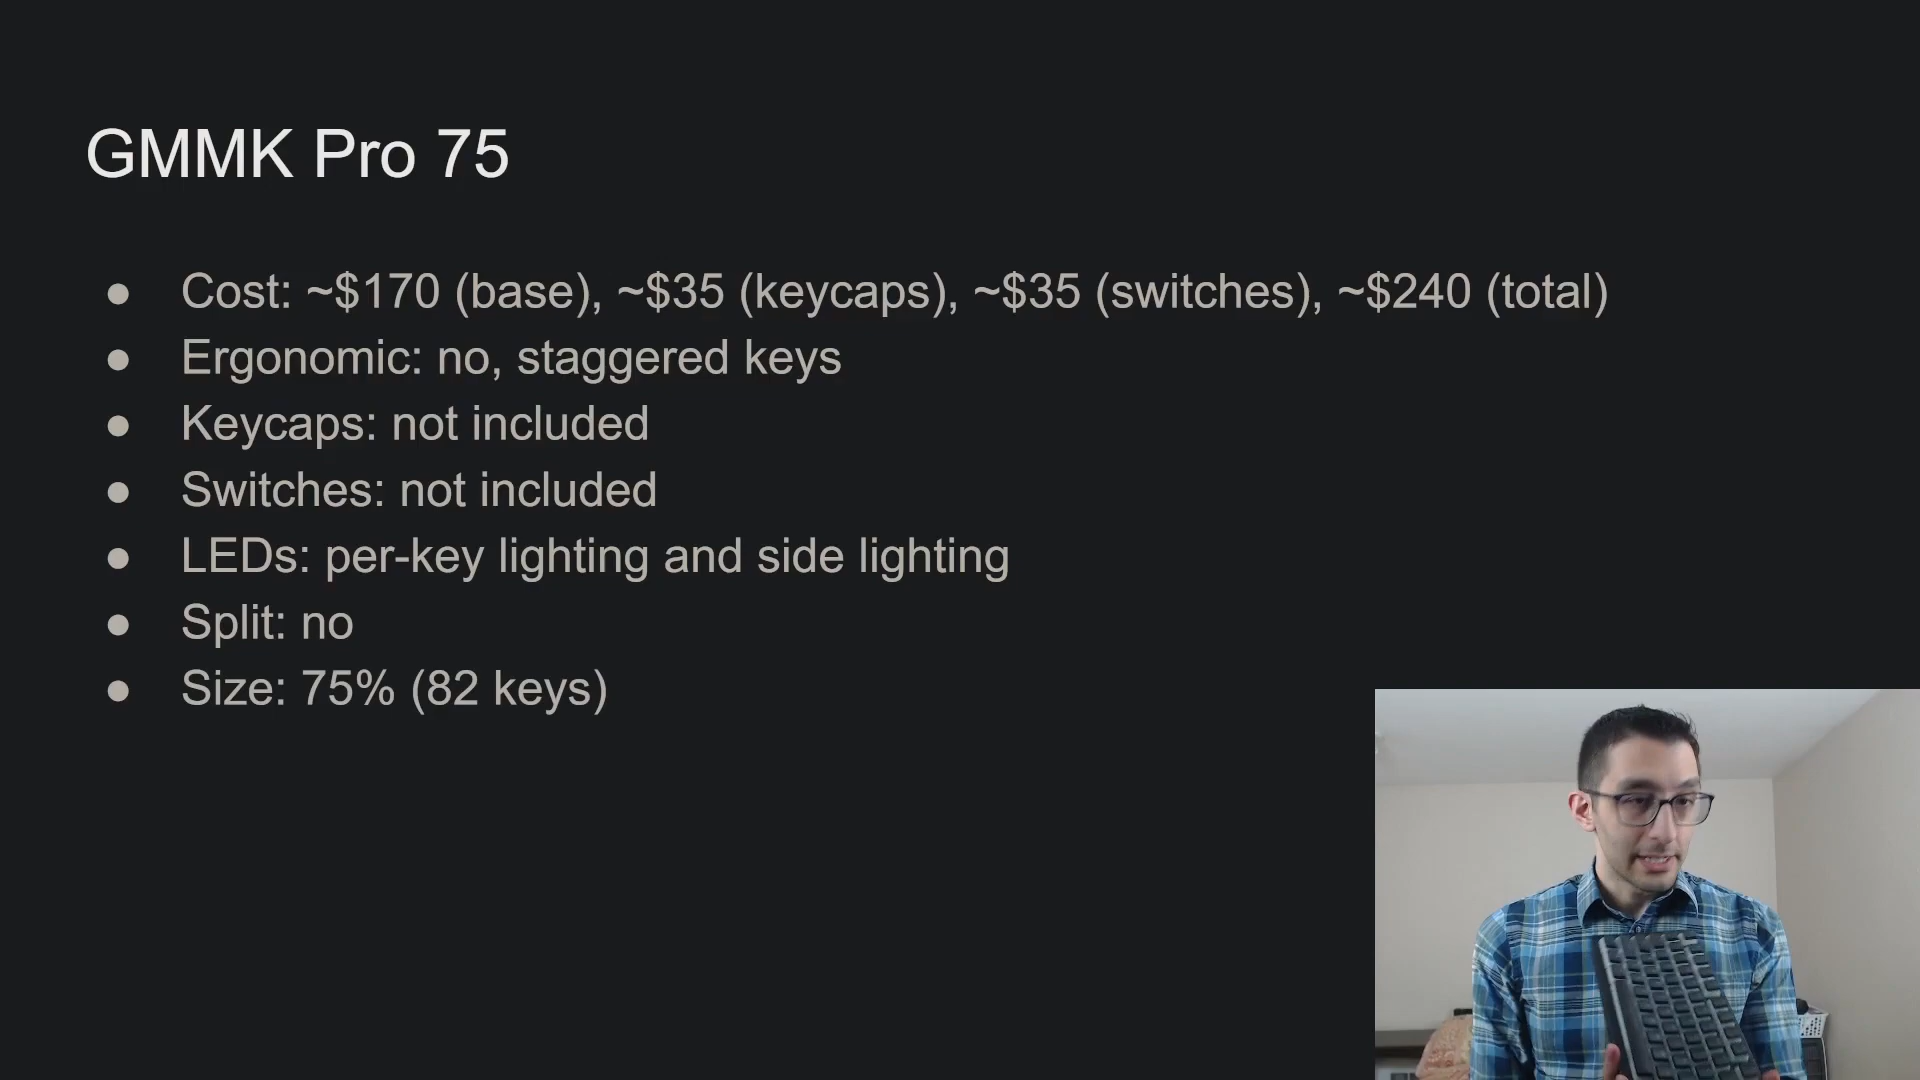 GMMK Pro 75
● Cost: ~$170 (base), ~$35 (keycaps), ~$35 (switches), ~$240 (total)
● Ergonomic: no, staggered keys
● Keycaps: not included
● Switches: not included
● LEDs: per-key lighting and side lighting
● Split: no
● Size: 75% (82 keys)